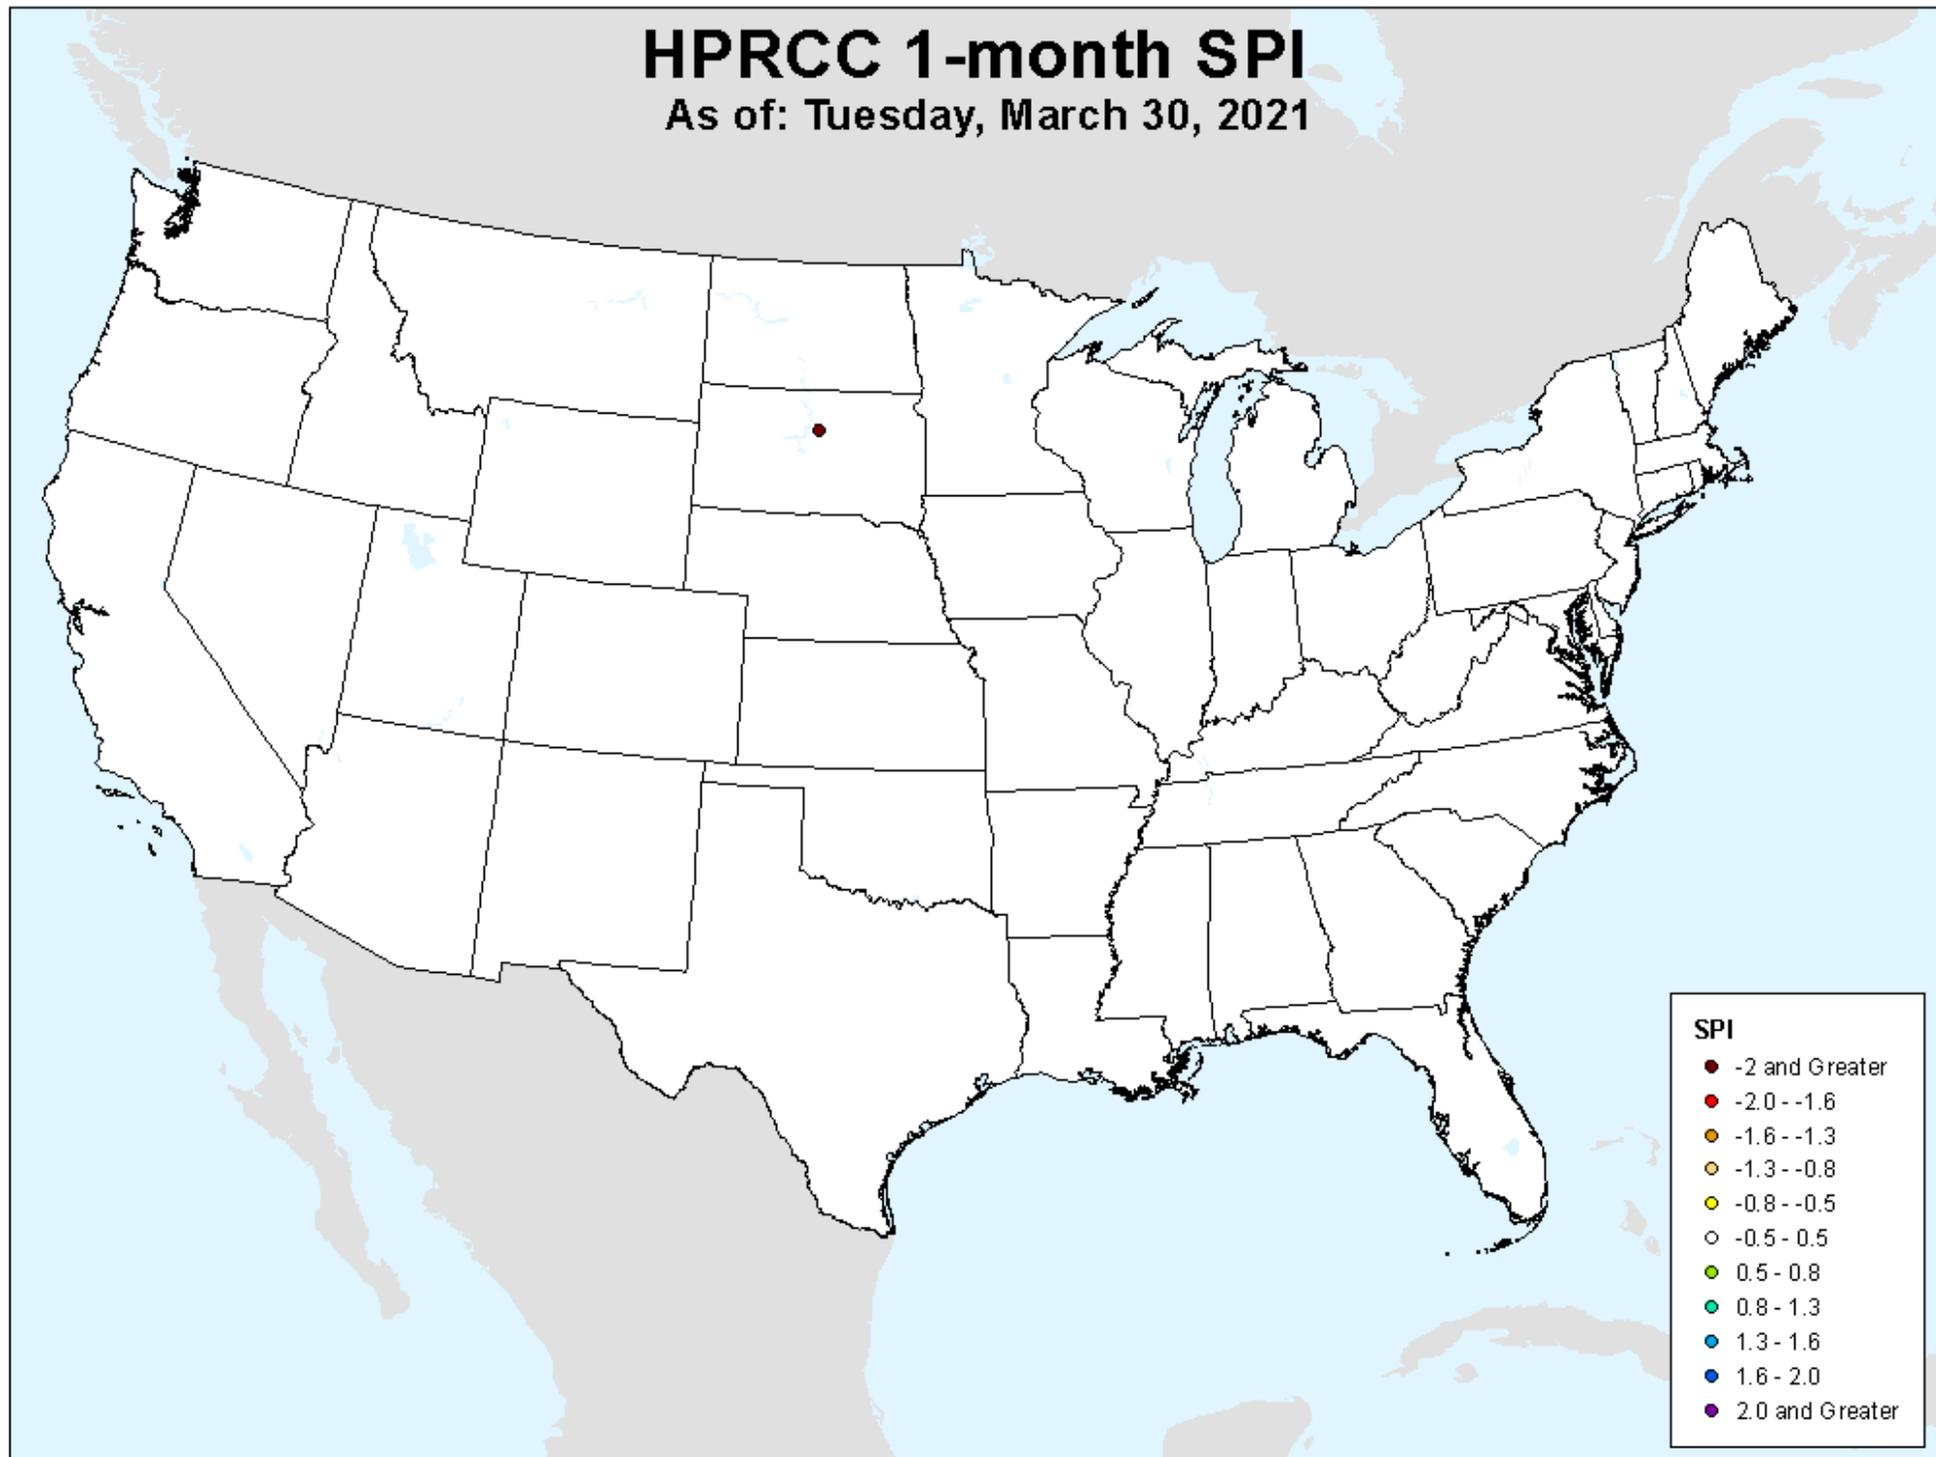 HPRCC 1-month SPI
As of: Tuesday, March 30, 2021
SPI
-2 and Greater
-2.0 - -1.6
-1.6 - -1.3
-1.3 - -0.8
-0.8 - -0.5
-0.5 - 0.5
0.5 - 0.8
0.8 - 1.3
1.3 - 1.6
1.6 - 2.0
2.0 and Greater